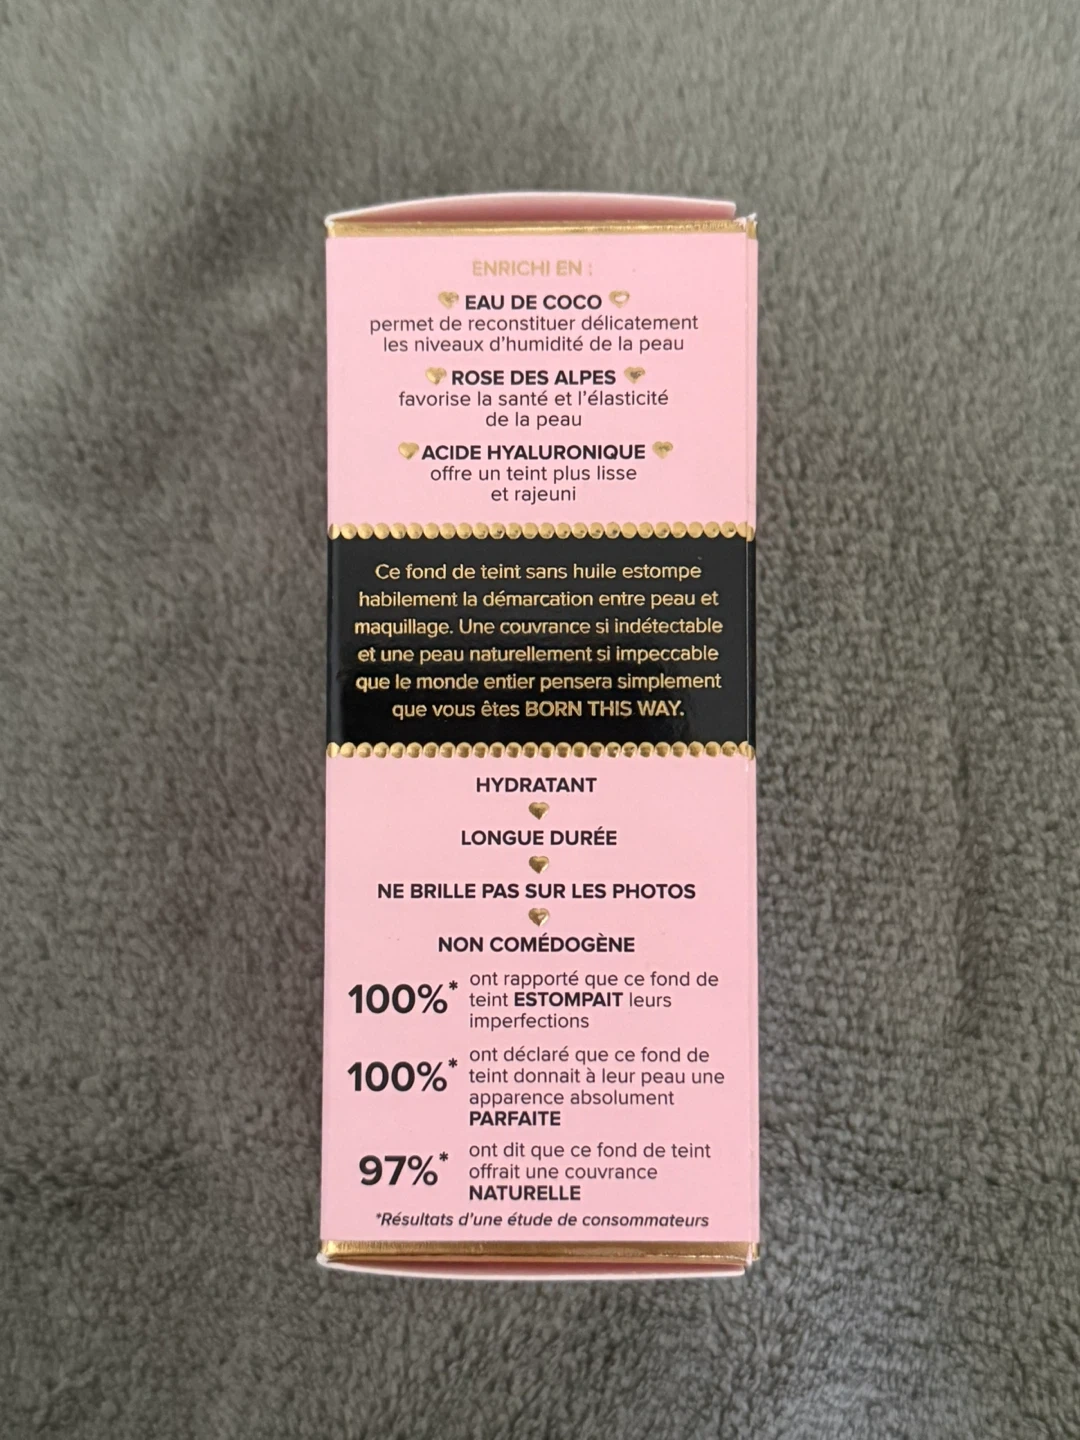 ENRICHI EN :
EAU DE COCO
permet de reconstituer délicatement
les niveaux d'humidité de la peau
ROSE DES ALPES
favorise la santé et l'élasticité
de la peau
ACIDE HYALURONIQUE
offre un teint plus lisse
et rajeuni
Ce fond de teint sans huile estompe
habilement la démarcation entre peau et
maquillage. Une couvrance si indétectable
et une peau naturellement si impeccable
que le monde entier pensera simplement
que vous êtes BORN THIS WAY.
HYDRATANT
LONGUE DURÉE
NE BRILLE PAS SUR LES PHOTOS
NON COMÉDOGÈNE
100%* ont rapporté que ce fond de
teint ESTOMPAIT leurs
imperfections
100%* ont déclaré que ce fond de
teint donnait à leur peau une
apparence absolument
PARFAITE
97%* ont dit que ce fond de teint
offrait une couvrance
NATURELLE
*Résultats d'une étude de consommateurs